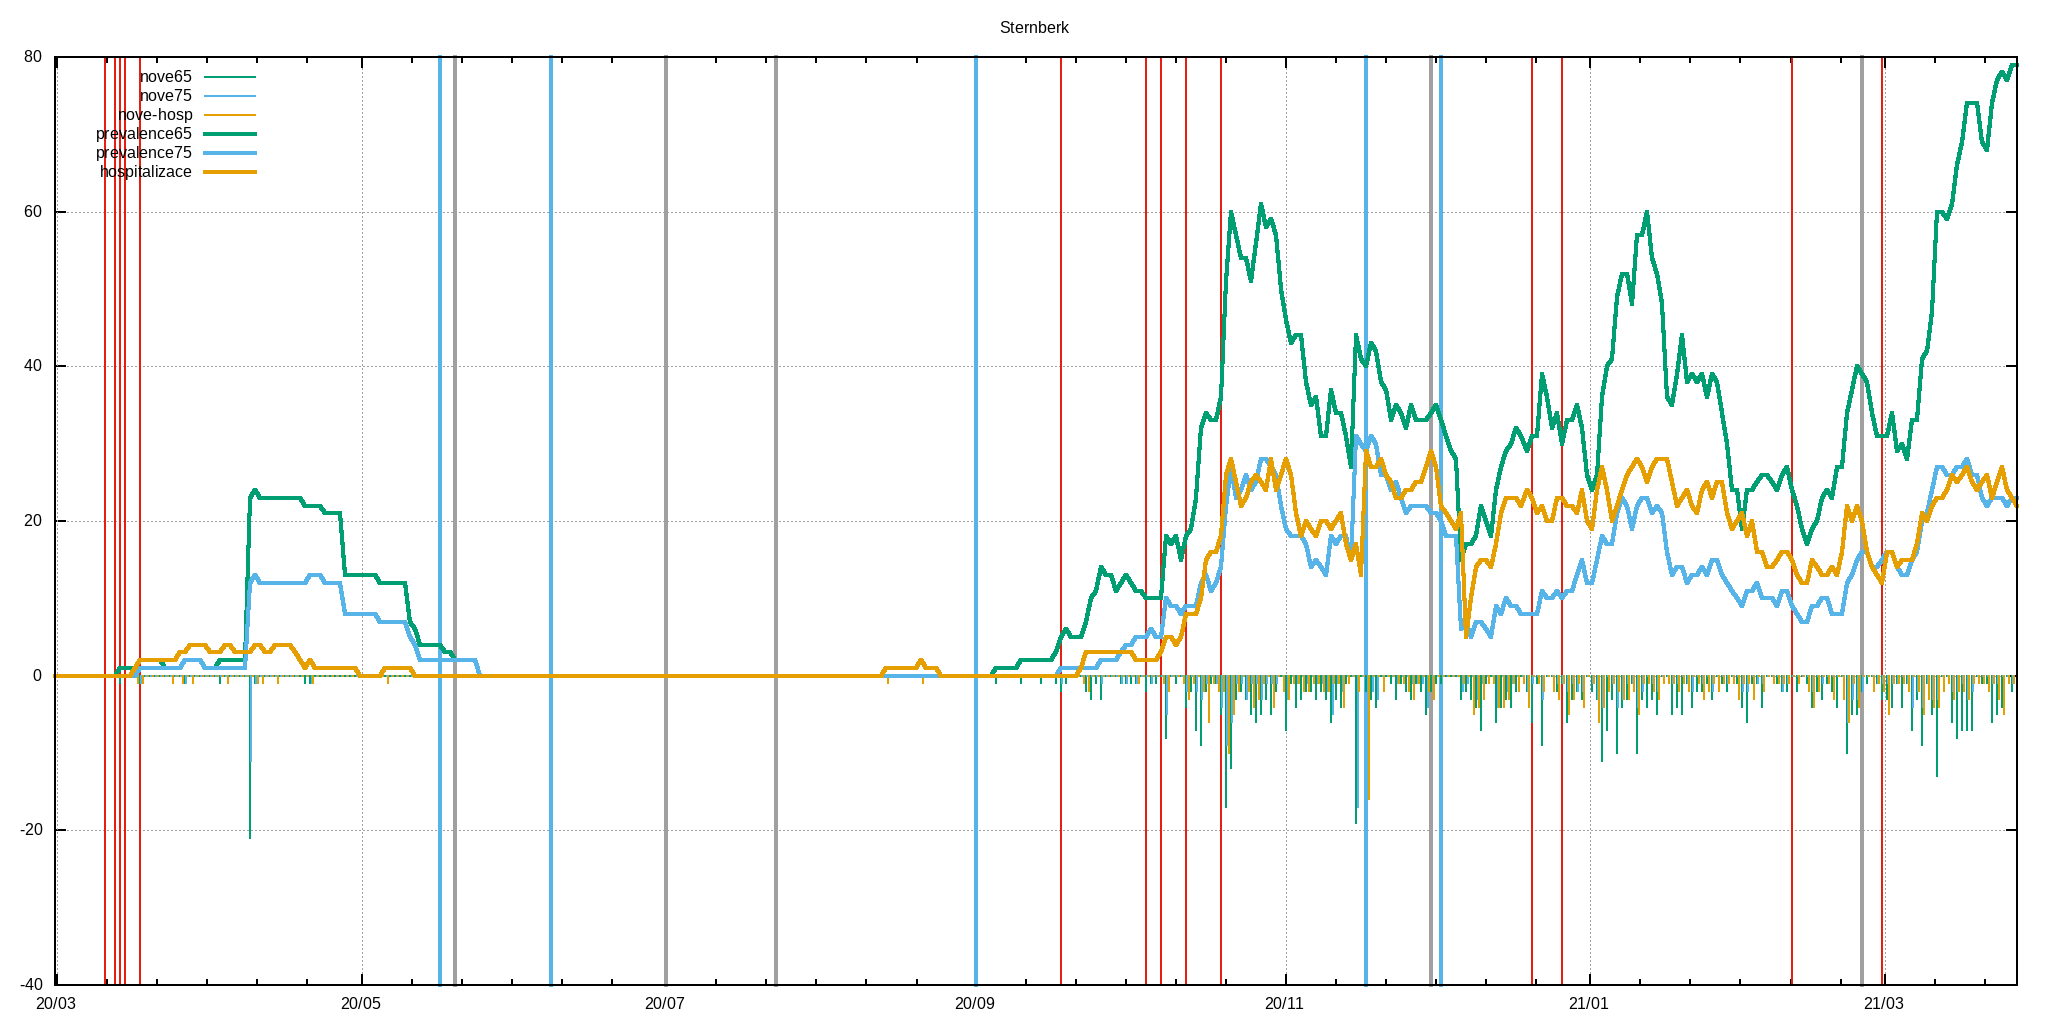 Sternberk
80
nove65
nove75
nove-hosp
prevalence65
prevalence75
hospitalizace
60
40
20
0
-20
-40
20/03 20/05 20/07 20/09 20/11 21/01 21/03